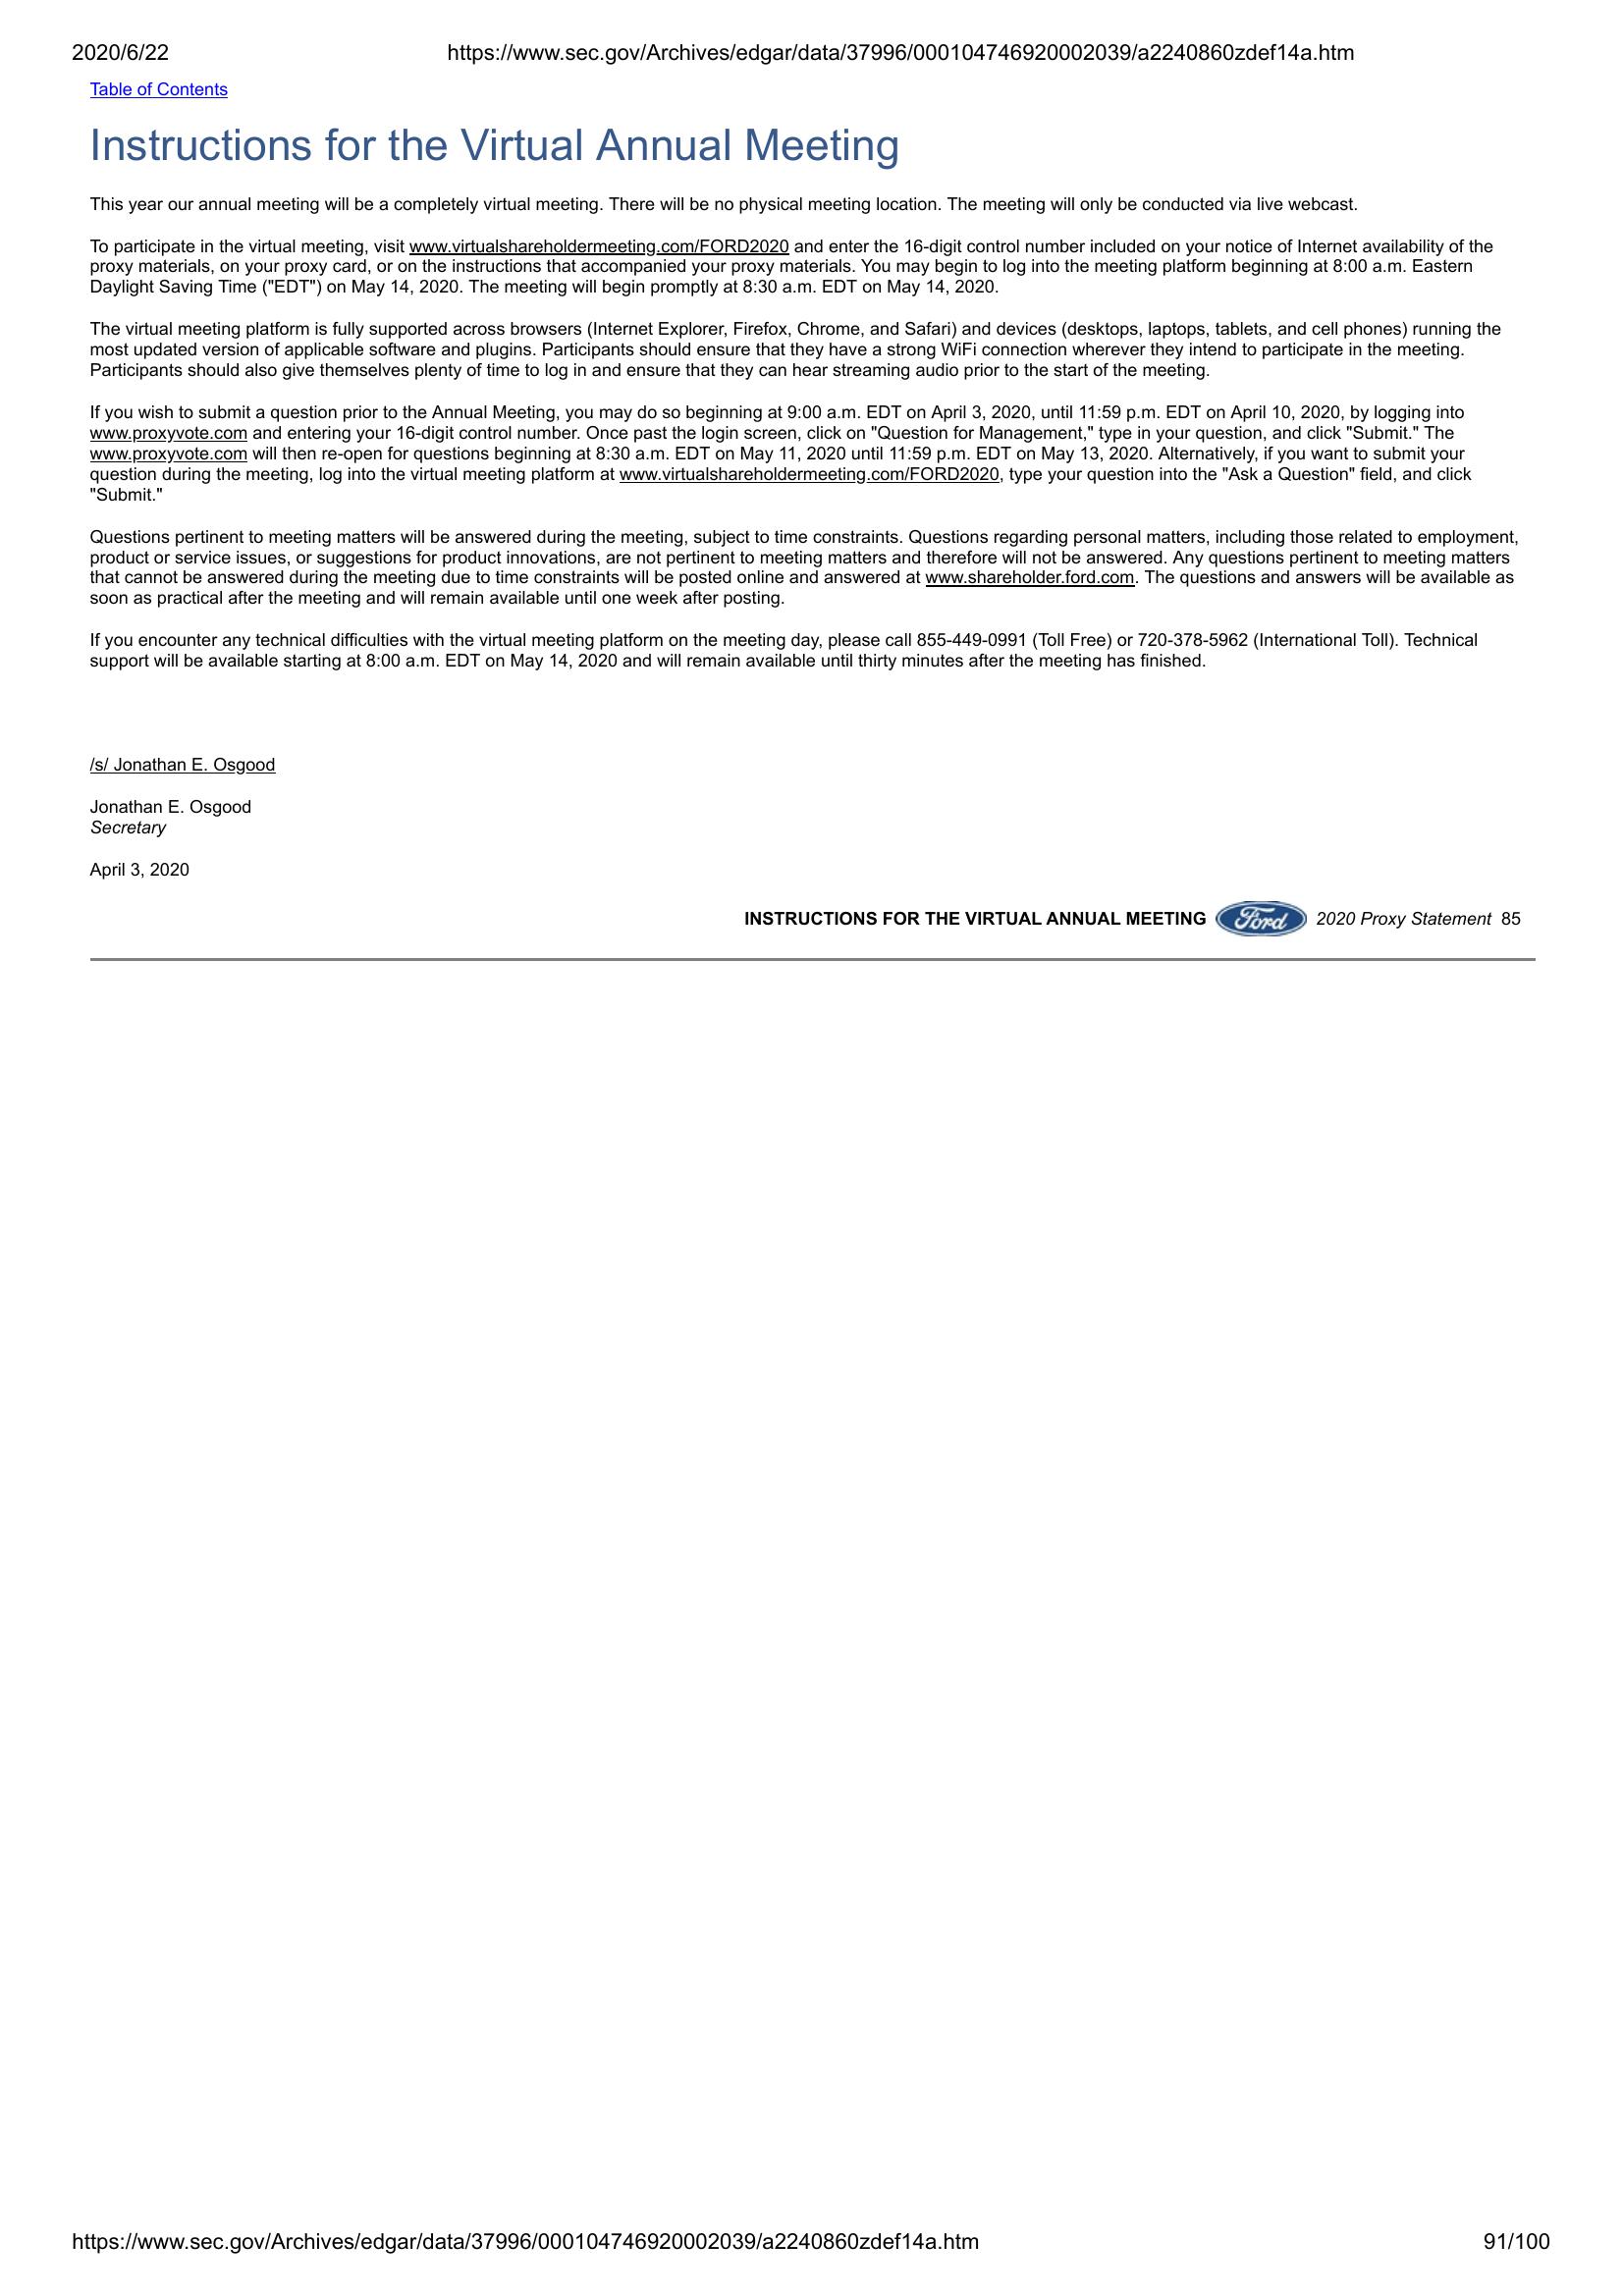 2020/6/22 https://www.sec.gov/Archives/edgar/data/37996/000104746920002039/a2240860zdef14a.htm
Table of Contents
Instructions for the Virtual Annual Meeting
This year our annual meeting will be a completely virtual meeting. There will be no physical meeting location. The meeting will only be conducted via live webcast.
To participate in the virtual meeting, visit www.virtualshareholdermeeting.com/FORD2020 and enter the 16-digit control number included on your notice of Internet availability of the
proxy materials, on your proxy card, or on the instructions that accompanied your proxy materials. You may begin to log into the meeting platform beginning at 8:00 a.m. Eastern
Daylight Saving Time ("EDT") on May 14, 2020. The meeting will begin promptly at 8:30 a.m. EDT on May 14, 2020.
The virtual meeting platform is fully supported across browsers (Internet Explorer, Firefox, Chrome, and Safari) and devices (desktops, laptops, tablets, and cell phones) running the
most updated version of applicable software and plugins. Participants should ensure that they have a strong WiFi connection wherever they intend to participate in the meeting.
Participants should also give themselves plenty of time to log in and ensure that they can hear streaming audio prior to the start of the meeting.
If you wish to submit a question prior to the Annual Meeting, you may do so beginning at 9:00 a.m. EDT on April 3, 2020, until 11:59 p.m. EDT on April 10, 2020, by logging into
www.proxyvote.com and entering your 16-digit control number. Once past the login screen, click on "Question for Management," type in your question, and click "Submit." The
www.proxyvote.com will then re-open for questions beginning at 8:30 a.m. EDT on May 11, 2020 until 11:59 p.m. EDT on May 13, 2020. Alternatively, if you want to submit your
question during the meeting, log into the virtual meeting platform at www.virtualshareholdermeeting.com/FORD2020, type your question into the "Ask a Question" field, and click
"Submit."
Questions pertinent to meeting matters will be answered during the meeting, subject to time constraints. Questions regarding personal matters, including those related to employment,
product or service issues, or suggestions for product innovations, are not pertinent to meeting matters and therefore will not be answered. Any questions pertinent to meeting matters
that cannot be answered during the meeting due to time constraints will be posted online and answered at www.shareholder.ford.com. The questions and answers will be available as
soon as practical after the meeting and will remain available until one week after posting.
If you encounter any technical difficulties with the virtual meeting platform on the meeting day, please call 855-449-0991 (Toll Free) or 720-378-5962 (International Toll). Technical
support will be available starting at 8:00 a.m. EDT on May 14, 2020 and will remain available until thirty minutes after the meeting has finished.
/s/ Jonathan E. Osgood
Jonathan E. Osgood
Secretary
April 3, 2020
INSTRUCTIONS FOR THE VIRTUAL ANNUAL MEETING Ford 2020 Proxy Statement 85
https://www.sec.gov/Archives/edgar/data/37996/000104746920002039/a2240860zdef14a.htm 91/100